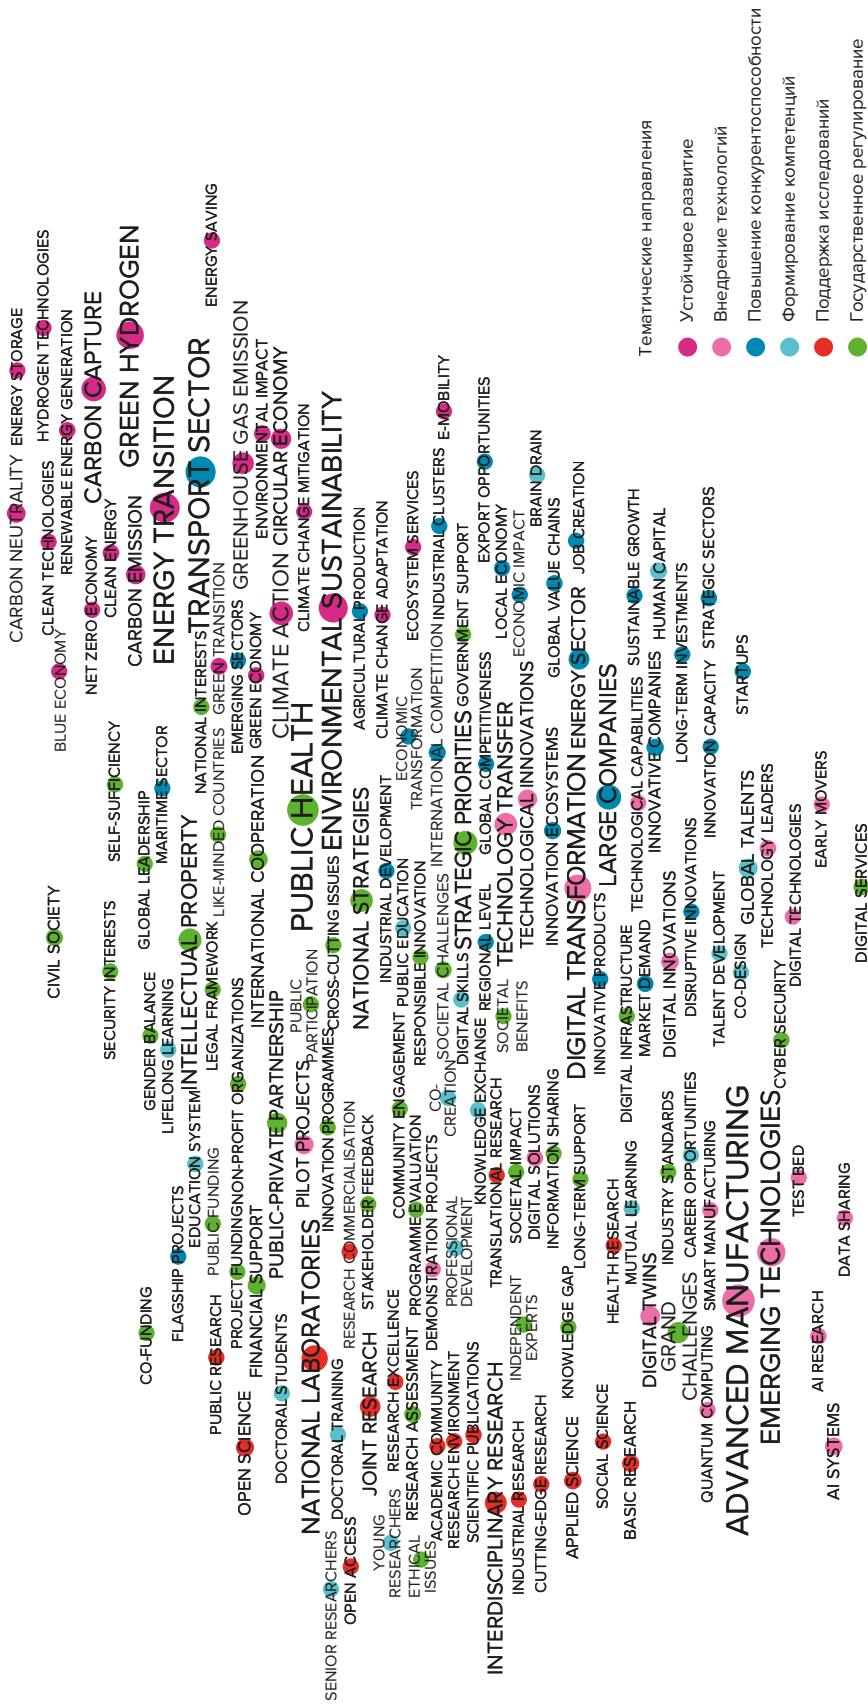 CARBON NEUTRALITY
ENERGY STORAGE
HYDROGEN TECHNOLOGIES
CLEAN TECHNOLOGIES
RENEWABLE ENERGY GENERATION
BLUE ECONOMY
CIVIL SOCIETY
NET ZERO ECONOMY
CARBON CAPTURE
CLEAN ENERGY
SECURITY INTERESTS
SELF-SUFFICIENCY
GREEN HYDROGEN
CARBON EMISSION
GLOBAL LEADERSHIP
CO-FUNDING
GENDER BALANCE
MARITIME SECTOR
LIFELONG LEARNING
ENERGY TRANSITION
FLAGSHIP PROJECTS
INTELLECTUAL PROPERTY
EDUCATION SYSTEM
TRANSPORT SECTOR
NATIONAL INTERESTS
ENERGY SAVING
LEGAL FRAMEWORK
PUBLIC FUNDING
PUBLIC RESEARCH
LIKE-MINDED COUNTRIES
GREEN TRANSITION
EMERGING SECTORS
GREENHOUSE GAS EMISSION
NON-PROFIT ORGANIZATIONS
PROJECT FUNDING
OPEN SCIENCE
FINANCIAL SUPPORT
INTERNATIONAL COOPERATION
GREEN ECONOMY
ENVIRONMENTAL IMPACT
PUBLIC-PRIVATE PARTNERSHIP
DOCTORAL STUDENTS
CLIMATE ACTION
CIRCULAR ECONOMY
PUBLIC HEALTH
CLIMATE CHANGE MITIGATION
PILOT PROJECTS
PUBLIC
PARTICIPATION
NATIONAL LABORATORIES
INNOVATION PROGRAMMES
CROSS-CUTTING ISSUES
ENVIRONMENTAL SUSTAINABILITY
DOCTORAL TRAINING
SENIOR RESEARCHERS
OPEN ACCESS
RESEARCH COMMERCIALISATION
NATIONAL STRATEGIES
AGRICULTURAL PRODUCTION
STAKEHOLDER FEEDBACK
JOINT RESEARCH
INDUSTRIAL DEVELOPMENT
CLIMATE CHANGE ADAPTATION
YOUNG
RESEARCHERS
RESEARCH EXCELLENCE
COMMUNITY ENGAGEMENT
PUBLIC EDUCATION
ECONOMIC
TRANSFORMATION
ECOSYSTEM SERVICES
ETHICAL
ISSUES
RESEARCH ASSESSMENT
PROGRAMME EVALUATION
RESPONSIBLE INNOVATION
DEMONSTRATION PROJECTS
ACADEMIC COMMUNITY
INTERNATIONAL COMPETITION
INDUSTRIAL CLUSTERS
E-MOBILITY
SOCIETAL CHALLENGES
CO-
CREATION
RESEARCH ENVIRONMENT
PROFESSIONAL
DEVELOPMENT
DIGITAL SKILLS
STRATEGIC PRIORITIES
GOVERNMENT SUPPORT
SCIENTIFIC PUBLICATIONS
KNOWLEDGE EXCHANGE
REGIONAL LEVEL
GLOBAL COMPETITIVENESS
EXPORT OPPORTUNITIES
INTERDISCIPLINARY RESEARCH
TRANSLATIONAL RESEARCH
SOCIETAL
BENEFITS
TECHNOLOGY TRANSFER
LOCAL ECONOMY
INDUSTRIAL RESEARCH
SOCIETAL IMPACT
INDEPENDENT
EXPERTS
TECHNOLOGICAL INNOVATIONS
ECONOMIC IMPACT
BRAIN DRAIN
DIGITAL SOLUTIONS
CUTTING-EDGE RESEARCH
INFORMATION SHARING
INNOVATION ECOSYSTEMS
GLOBAL VALUE CHAINS
KNOWLEDGE GAP
APPLIED SCIENCE
LONG-TERM SUPPORT
DIGITAL TRANSFORMATION
ENERGY SECTOR
JOB CREATION
SOCIAL SCIENCE
HEALTH RESEARCH
INNOVATIVE PRODUCTS
LARGE COMPANIES
BASIC RESEARCH
MUTUAL LEARNING
DIGITAL INFRASTRUCTURE
TECHNOLOGICAL CAPABILITIES
SUSTAINABLE GROWTH
MARKET DEMAND
INNOVATIVE COMPANIES
HUMAN CAPITAL
DIGITAL TWINS
INDUSTRY STANDARDS
DIGITAL INNOVATIONS
LONG-TERM INVESTMENTS
GRAND
CHALLENGES
CAREER OPPORTUNITIES
DISRUPTIVE INNOVATIONS
SMART MANUFACTURING
QUANTUM COMPUTING
INNOVATION CAPACITY
STRATEGIC SECTORS
TALENT DEVELOPMENT
CO-DESIGN
STARTUPS
ADVANCED MANUFACTURING
GLOBAL TALENTS
EMERGING TECHNOLOGIES
TECHNOLOGY LEADERS
CYBER SECURITY
DIGITAL TECHNOLOGIES
TEST BED
EARLY MOVERS
AI RESEARCH
AI SYSTEMS
DATA SHARING
DIGITAL SERVICES
Тематические направления
Устойчивое развитие
Внедрение технологий
Повышение конкурентоспособности
Формирование компетенций
Поддержка исследований
Государственное регулирование